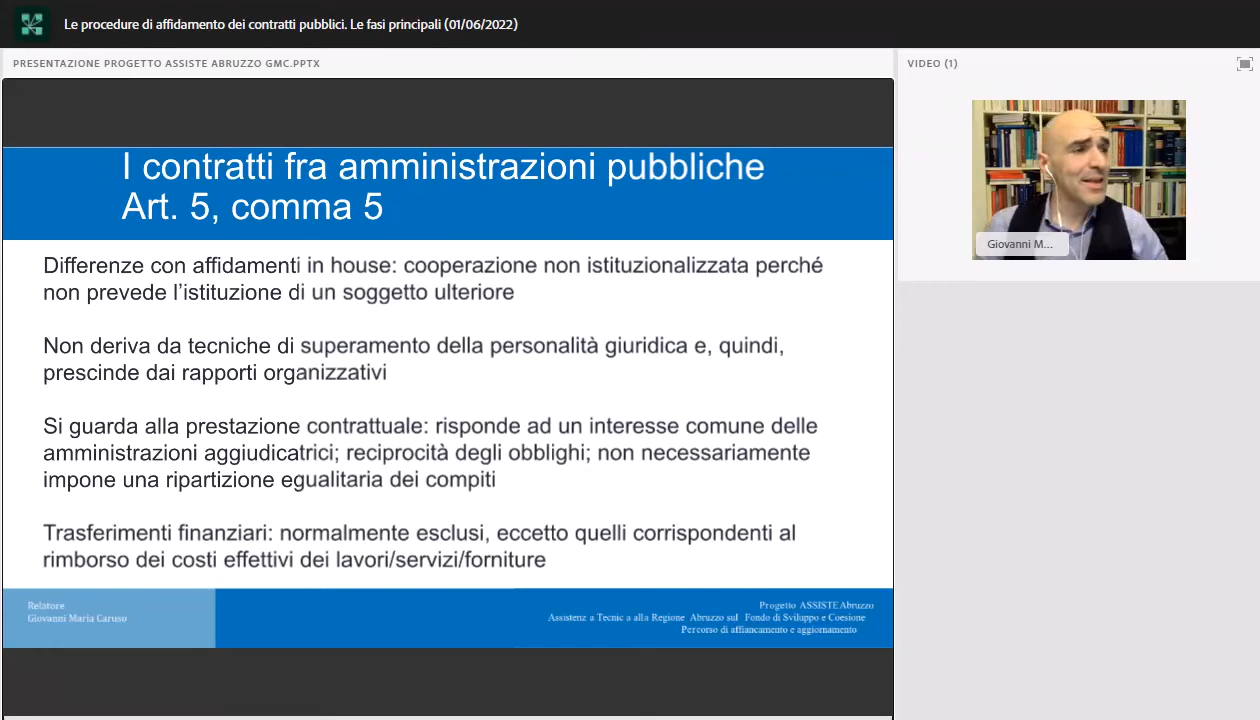 Le procedure di affidamento dei contratti pubblici. Le fasi principali (01/06/2022)
PRESENTAZIONE PROGETTO ASSISTE ABRUZZO GMC.PPTX
VIDEO (1)
I contratti fra amministrazioni pubbliche
Art. 5, comma 5
Differenze con affidamenti in house: cooperazione non istituzionalizzata perché
non prevede l'istituzione di un soggetto ulteriore
Non deriva da tecniche di superamento della personalità giuridica e, quindi,
prescinde dai rapporti organizzativi
Si guarda alla prestazione contrattuale: risponde ad un interesse comune delle
amministrazioni aggiudicatrici; reciprocità degli obblighi; non necessariamente
impone una ripartizione egualitaria dei compiti
Trasferimenti finanziari: normalmente esclusi, eccetto quelli corrispondenti al
rimborso dei costi effettivi dei lavori/servizi/forniture
Relatore
Giovanni Maria Caruso
Progetto ASSISTE Abruzzo
Assistenz a Tecnic a alla Regione Abruzzo sul Fondo di Sviluppo e Coesione
Percorso di affiancamento e aggiornamento
Giovanni M...